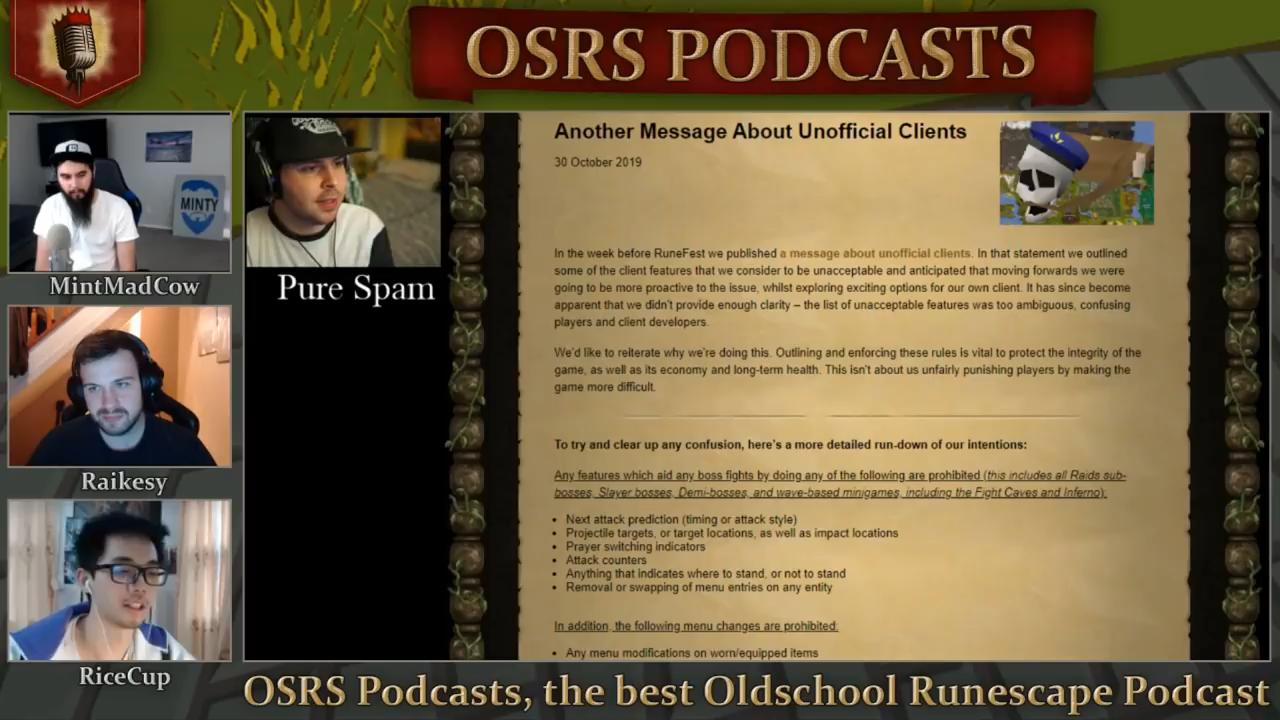 OSRS PODCASTS
MINTY
MintMadCow
Raikesy
RiceCup
Pure Spam
Another Message About Unofficial Clients
30 October 2019
In the week before RuneFest we published a message about unofficial clients. In that statement we outlined
some of the client features that we consider to be unacceptable and anticipated that moving forwards we were
going to be more proactive to the issue, whilst exploring exciting options for our own client. It has since become
apparent that we didn't provide enough clarity – the list of unacceptable features was too ambiguous, confusing
players and client developers.
We'd like to reiterate why we're doing this. Outlining and enforcing these rules is vital to protect the integrity of the
game, as well as its economy and long-term health. This isn't about us unfairly punishing players by making the
game more difficult.
To try and clear up any confusion, here's a more detailed run-down of our intentions:
Any features which aid any boss fights by doing any of the following are prohibited (this includes all Raids sub-
bosses, Slayer bosses, Demi-bosses, and wave-based minigames, including the Fight Caves and Inferno):
• Next attack prediction (timing or attack style)
• Projectile targets, or target locations, as well as impact locations
• Prayer switching indicators
• Attack counters
• Anything that indicates where to stand, or not to stand
• Removal or swapping of menu entries on any entity
In addition, the following menu changes are prohibited:
• Any menu modifications on worn/equipped items
OSRS Podcasts, the best Oldschool Runescape Podcast